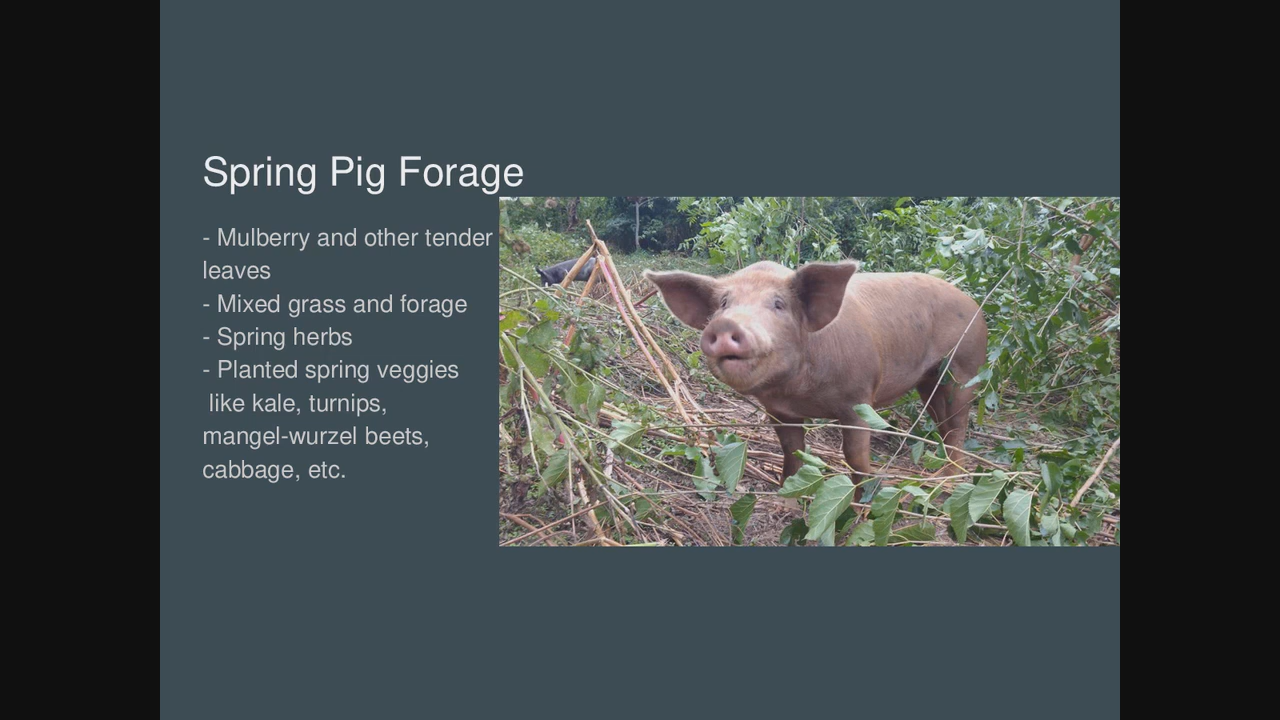 Spring Pig Forage
- Mulberry and other tender
leaves
- Mixed grass and forage
- Spring herbs
- Planted spring veggies
like kale, turnips,
mangel-wurzel beets,
cabbage, etc.